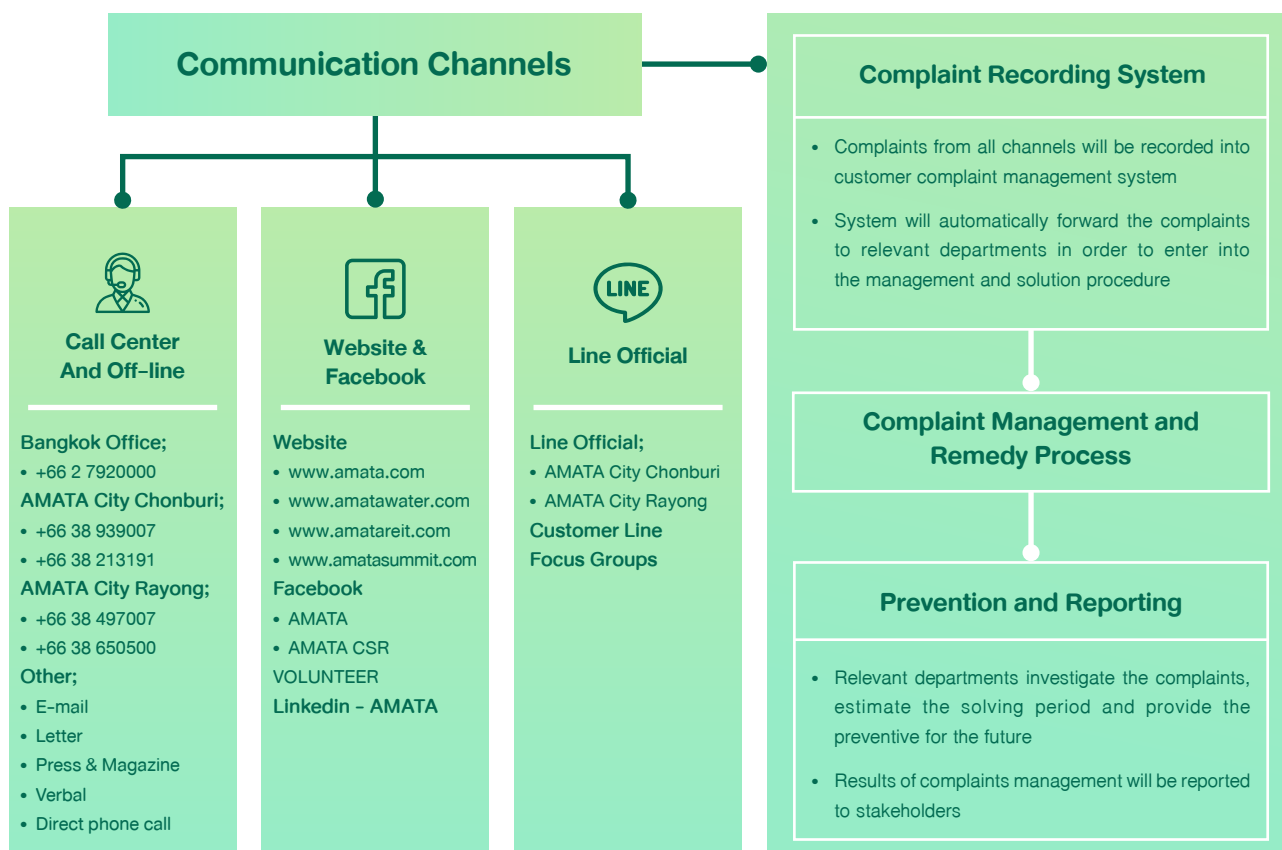 Communication Channels
Call Center
And Off-line
Bangkok Office;
• +66 2 7920000
AMATA City Chonburi;
• +66 38 939007
• +66 38 213191
AMATA City Rayong;
• +66 38 497007
• +66 38 650500
Other;
• E-mail
• Letter
• Press & Magazine
• Verbal
• Direct phone call
Website &
Facebook
Website
• www.amata.com
• www.amatawater.com
• www.amatareit.com
• www.amatasummit.com
Facebook
• AMATA
• AMATA CSR
VOLUNTEER
Linkedin - AMATA
LINE
Line Official
Line Official;
• AMATA City Chonburi
• AMATA City Rayong
Customer Line
Focus Groups
Complaint Recording System
• Complaints from all channels will be recorded into
customer complaint management system
• System will automatically forward the complaints
to relevant departments in order to enter into
the management and solution procedure
Complaint Management and
Remedy Process
Prevention and Reporting
• Relevant departments investigate the complaints,
estimate the solving period and provide the
preventive for the future
• Results of complaints management will be reported
to stakeholders